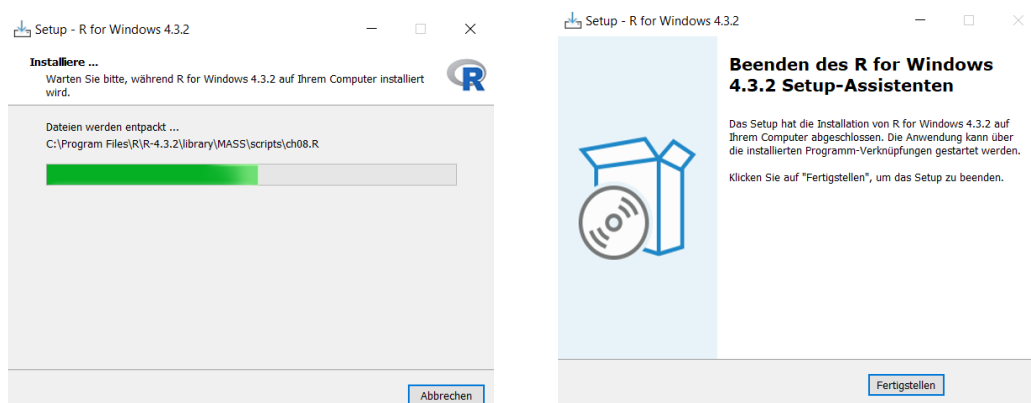 Setup - R for Windows 4.3.2
Installiere ...
Warten Sie bitte, während R for Windows 4.3.2 auf Ihrem Computer installiert
wird.
R
Dateien werden entpackt ...
C:\Program Files\R\R-4.3.2\library\MASS\scripts\ch08.R
Abbrechen
Setup - R for Windows 4.3.2
Beenden des R for Windows
4.3.2 Setup-Assistenten
Das Setup hat die Installation von R for Windows 4.3.2 auf
Ihrem Computer abgeschlossen. Die Anwendung kann über
die installierten Programm-Verknüpfungen gestartet werden.
Klicken Sie auf "Fertigstellen", um das Setup zu beenden.
Fertigstellen